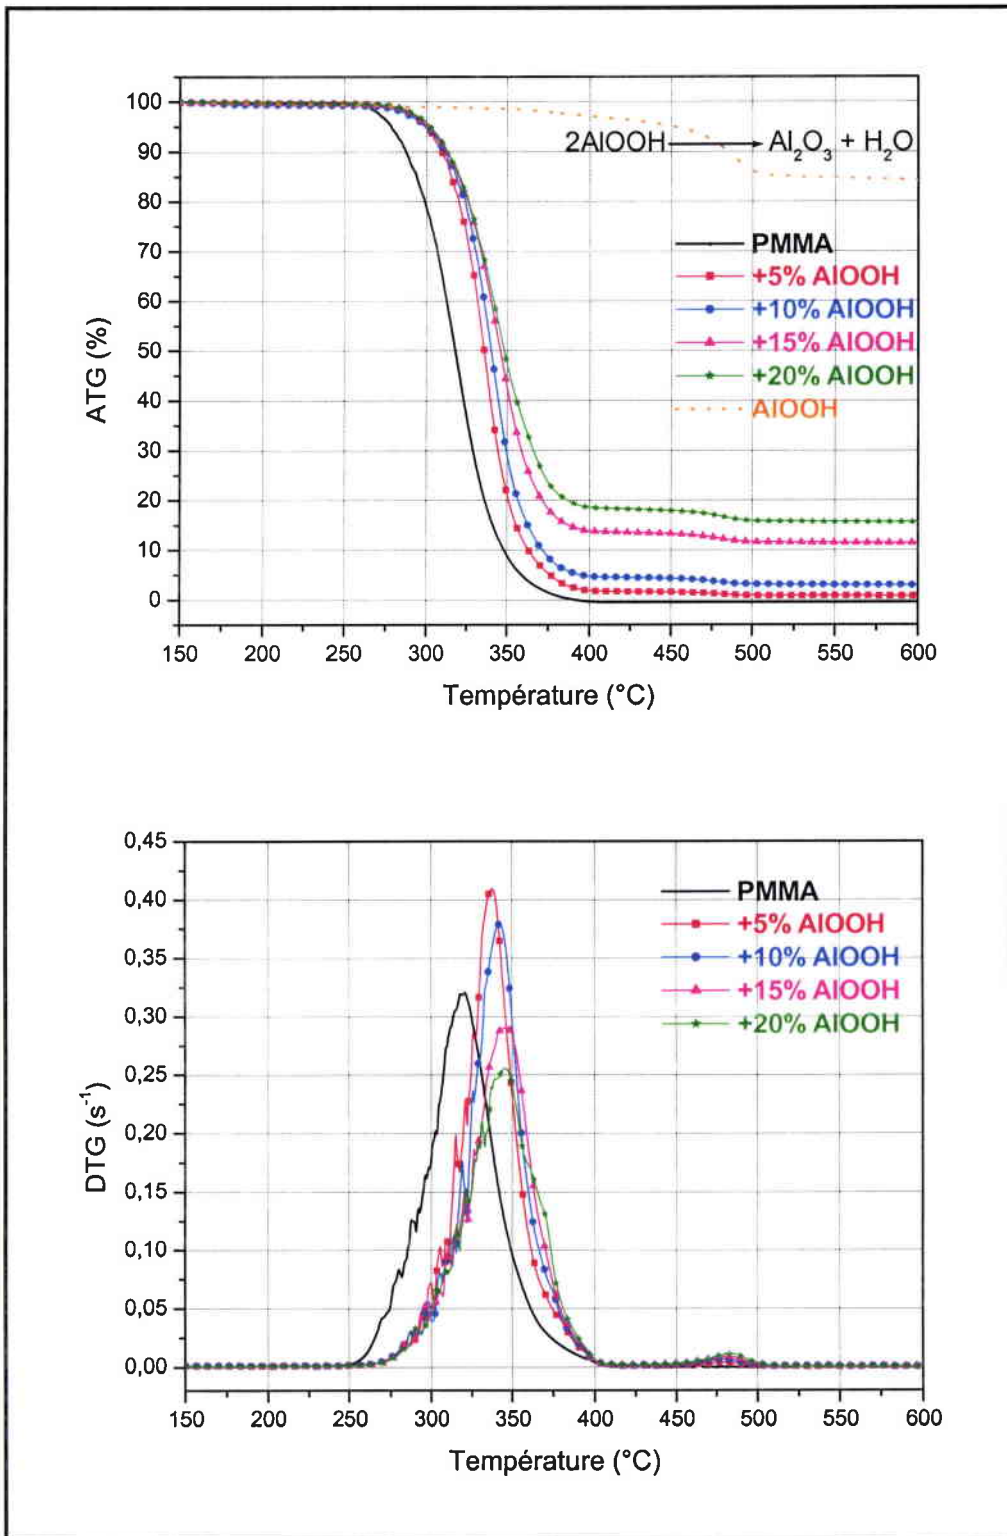 100
90
80
70
60
50
40
30
20
10
0
ATG (%)
2AlOOH → Al₂O₃ + H₂O
PMMA
+5% AlOOH
+10% AlOOH
+15% AlOOH
+20% AlOOH
AlOOH
150 200 250 300 350 400 450 500 550 600
Température (°C)
0,45
0,40
0,35
0,30
0,25
0,20
0,15
0,10
0,05
0,00
DTG (s⁻¹)
PMMA
+5% AlOOH
+10% AlOOH
+15% AlOOH
+20% AlOOH
150 200 250 300 350 400 450 500 550 600
Température (°C)